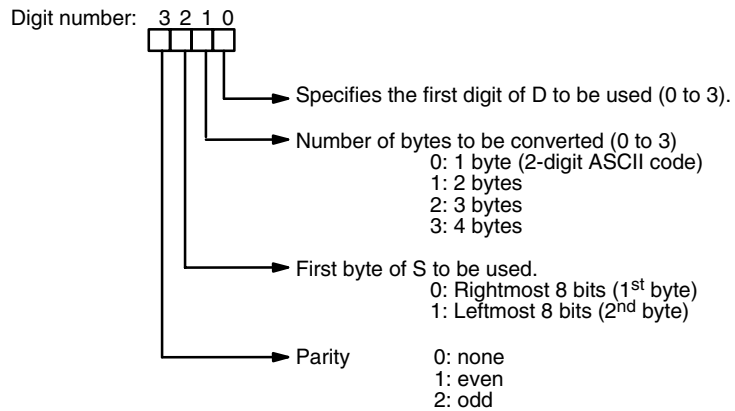 Digit number: 3 2 1 0
Specifies the first digit of D to be used (0 to 3).
Number of bytes to be converted (0 to 3)
0: 1 byte (2-digit ASCII code)
1: 2 bytes
2: 3 bytes
3: 4 bytes
First byte of S to be used.
0: Rightmost 8 bits (1st byte)
1: Leftmost 8 bits (2nd byte)
Parity 0: none
1: even
2: odd